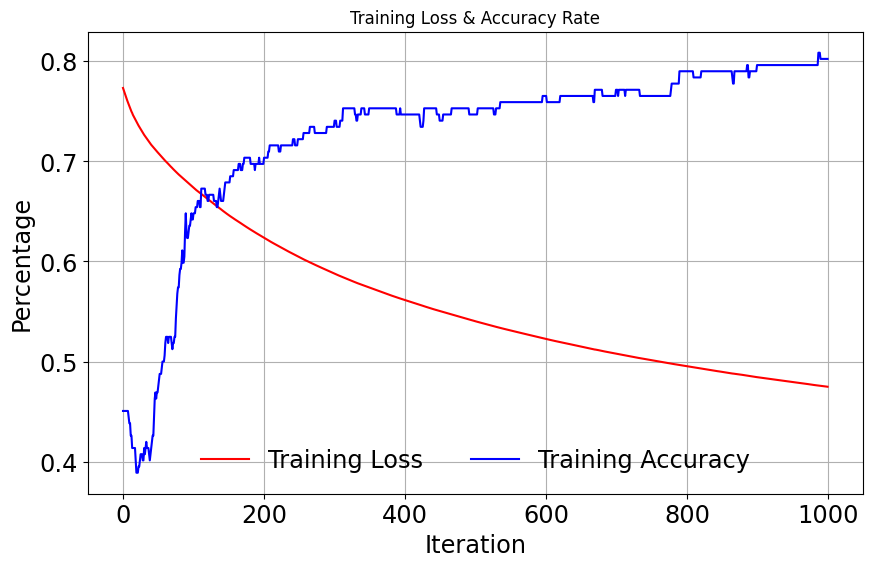 Training Loss & Accuracy Rate
0.8
0.7
0.6
0.5
0.4
Percentage
Training Loss Training Accuracy
0 200 400 600 800 1000
Iteration